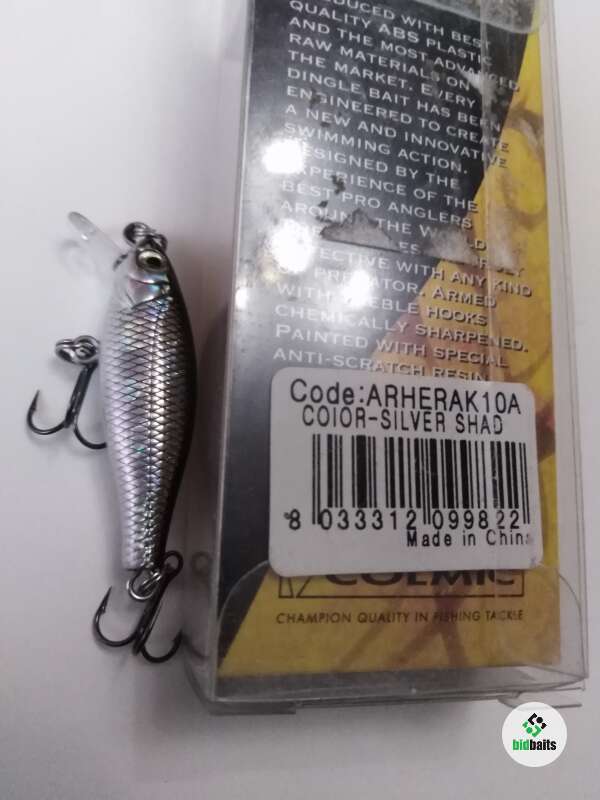 PRODUCED WITH BEST
QUALITY ABS PLASTIC
AND THE MOST ADVANCED
RAW MATERIALS ON
THE MARKET. EVERY
DINGLE BAIT HAS BEEN
ENGINEERED TO CREATE
A NEW AND INNOVATIVE
SWIMMING ACTION.
DESIGNED BY THE
EXPERIENCE OF THE
BEST PRO ANGLERS
AROUND THE WORLD
WITH ANY KIND
OF PREDATOR. ARMED
WITH TREBLE HOOKS
CHEMICALLY SHARPENED.
PAINTED WITH SPECIAL
ANTI-SCRATCH RESIN
Code:ARHERAK10A
COIOR-SILVER SHAD
8 033312 099822
Made in China
COLMIC
CHAMPION QUALITY IN FISHING TACKLE
bidbaits